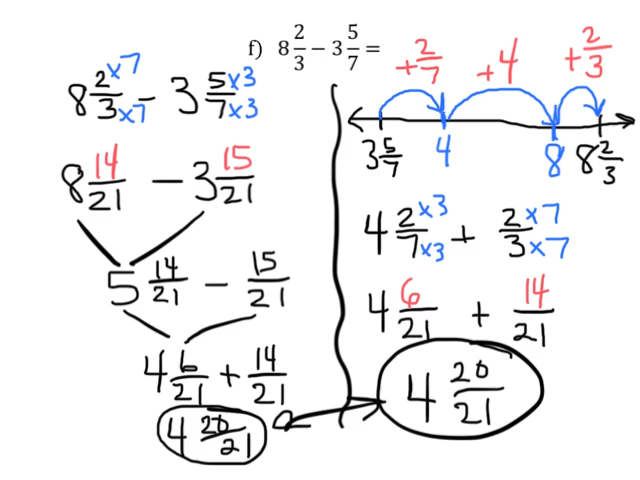 f) 8 2/3 − 3 5/7 =
8 2/3 ×7/×7 − 3 5/7 ×3/×3
8 14/21 − 3 15/21
5 14/21 − 15/21
4 6/21 + 14/21
4 20/21
+2/7 +4 +2/3
3 5/7 4 8 8 2/3
4 2/7 ×3/×3 + 2/3 ×7/×7
4 6/21 + 14/21
4 20/21